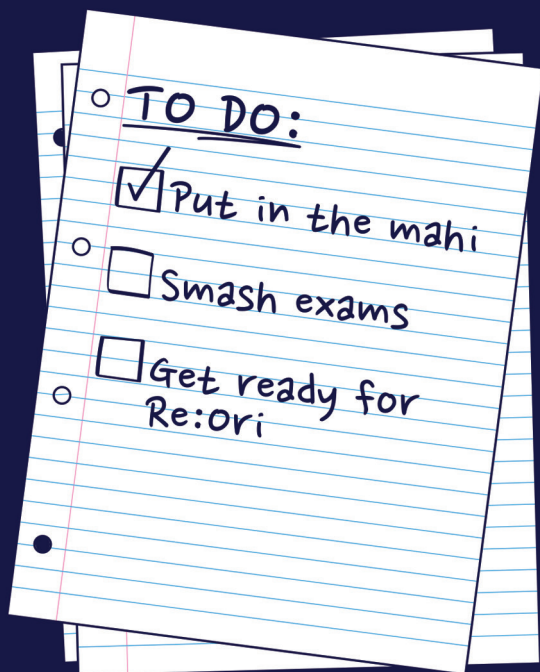 TO DO:
Put in the mahi
Smash exams
Get ready for
Re:ori